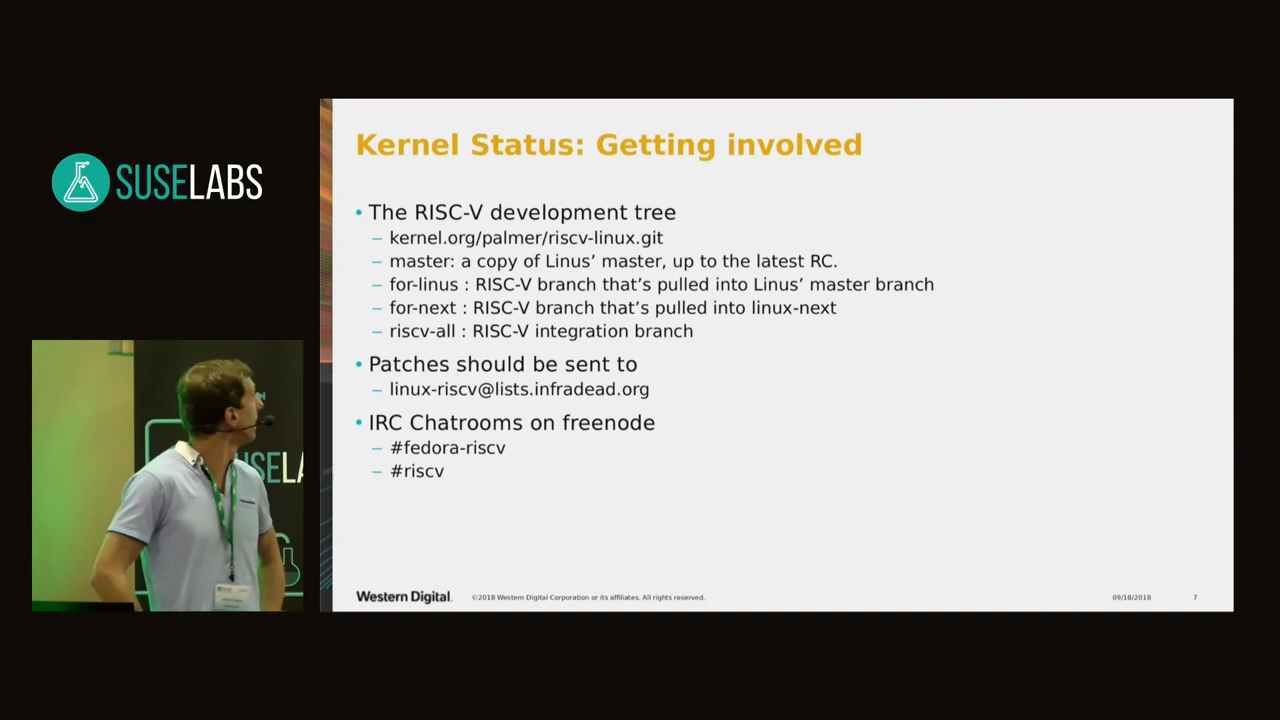 SUSELABS
Kernel Status: Getting involved
• The RISC-V development tree
– kernel.org/palmer/riscv-linux.git
– master: a copy of Linus’ master, up to the latest RC.
– for-linus : RISC-V branch that’s pulled into Linus’ master branch
– for-next : RISC-V branch that’s pulled into linux-next
– riscv-all : RISC-V integration branch
• Patches should be sent to
– linux-riscv@lists.infradead.org
• IRC Chatrooms on freenode
– #fedora-riscv
– #riscv
SELA
Western Digital. ©2018 Western Digital Corporation or its affiliates. All rights reserved. 09/18/2018 7